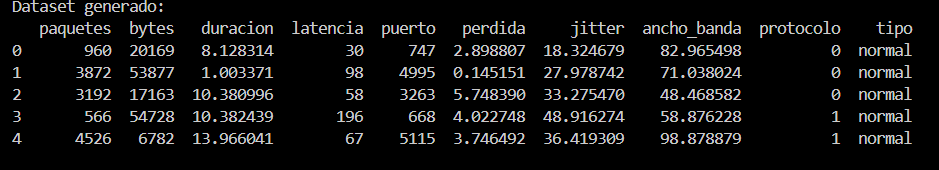 Dataset generado:
paquetes bytes duracion latencia puerto perdida jitter ancho_banda protocolo tipo
0 960 20169 8.128314 30 747 2.898807 18.324679 82.965498 0 normal
1 3872 53877 1.003371 98 4995 0.145151 27.978742 71.038024 0 normal
2 3192 17163 10.380996 58 3263 5.748390 33.275470 48.468582 0 normal
3 566 54728 10.382439 196 668 4.022748 48.916274 58.876228 1 normal
4 4526 6782 13.966041 67 5115 3.746492 36.419309 98.878879 1 normal